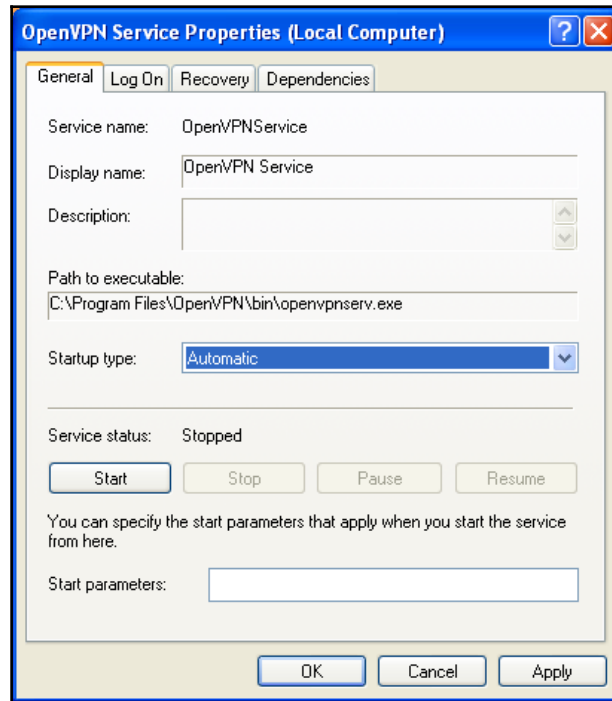 OpenVPN Service Properties (Local Computer)
General Log On Recovery Dependencies
Service name: OpenVPNService
Display name: OpenVPN Service
Description:
Path to executable:
C:\Program Files\OpenVPN\bin\openvpnserv.exe
Startup type: Automatic
Service status: Stopped
Start Stop Pause Resume
You can specify the start parameters that apply when you start the service
from here.
Start parameters:
OK Cancel Apply